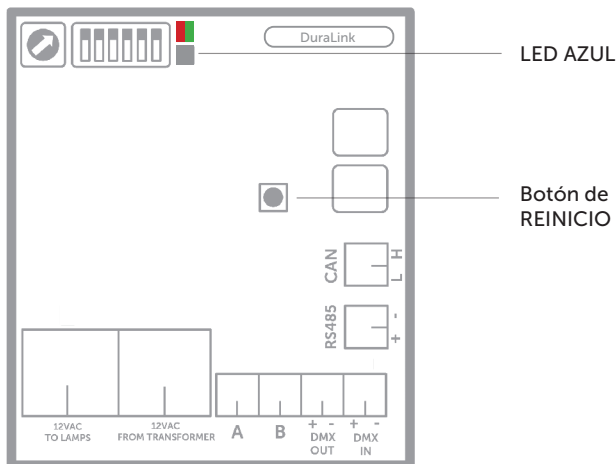 DuraLink
LED AZUL
Botón de
REINICIO
CAN
H
L
RS485
-
+
12VAC
TO LAMPS
12VAC
FROM TRANSFORMER
A
B
+ -
DMX
OUT
+ -
DMX
IN